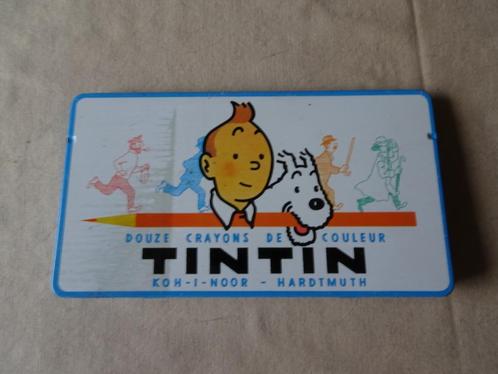 DOUZE CRAYONS DE COULEUR
TINTIN
KOH-I-NOOR - HARDTMUTH